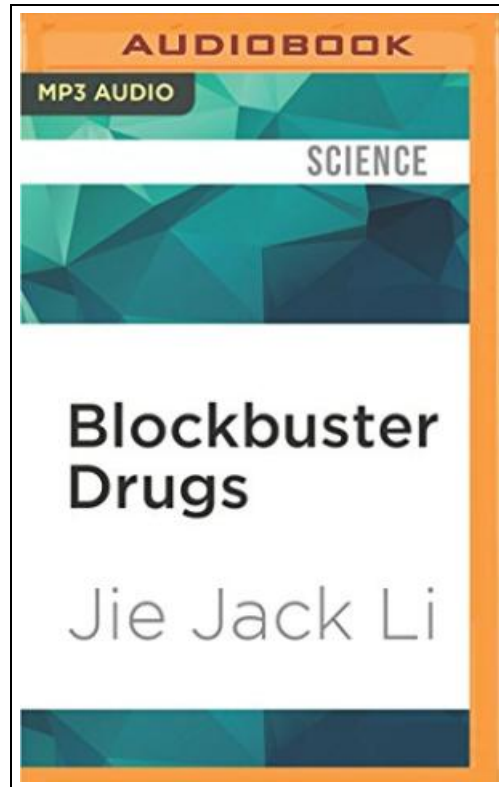 AUDIOBOOK
MP3 AUDIO
SCIENCE
Blockbuster
Drugs
Jie Jack Li